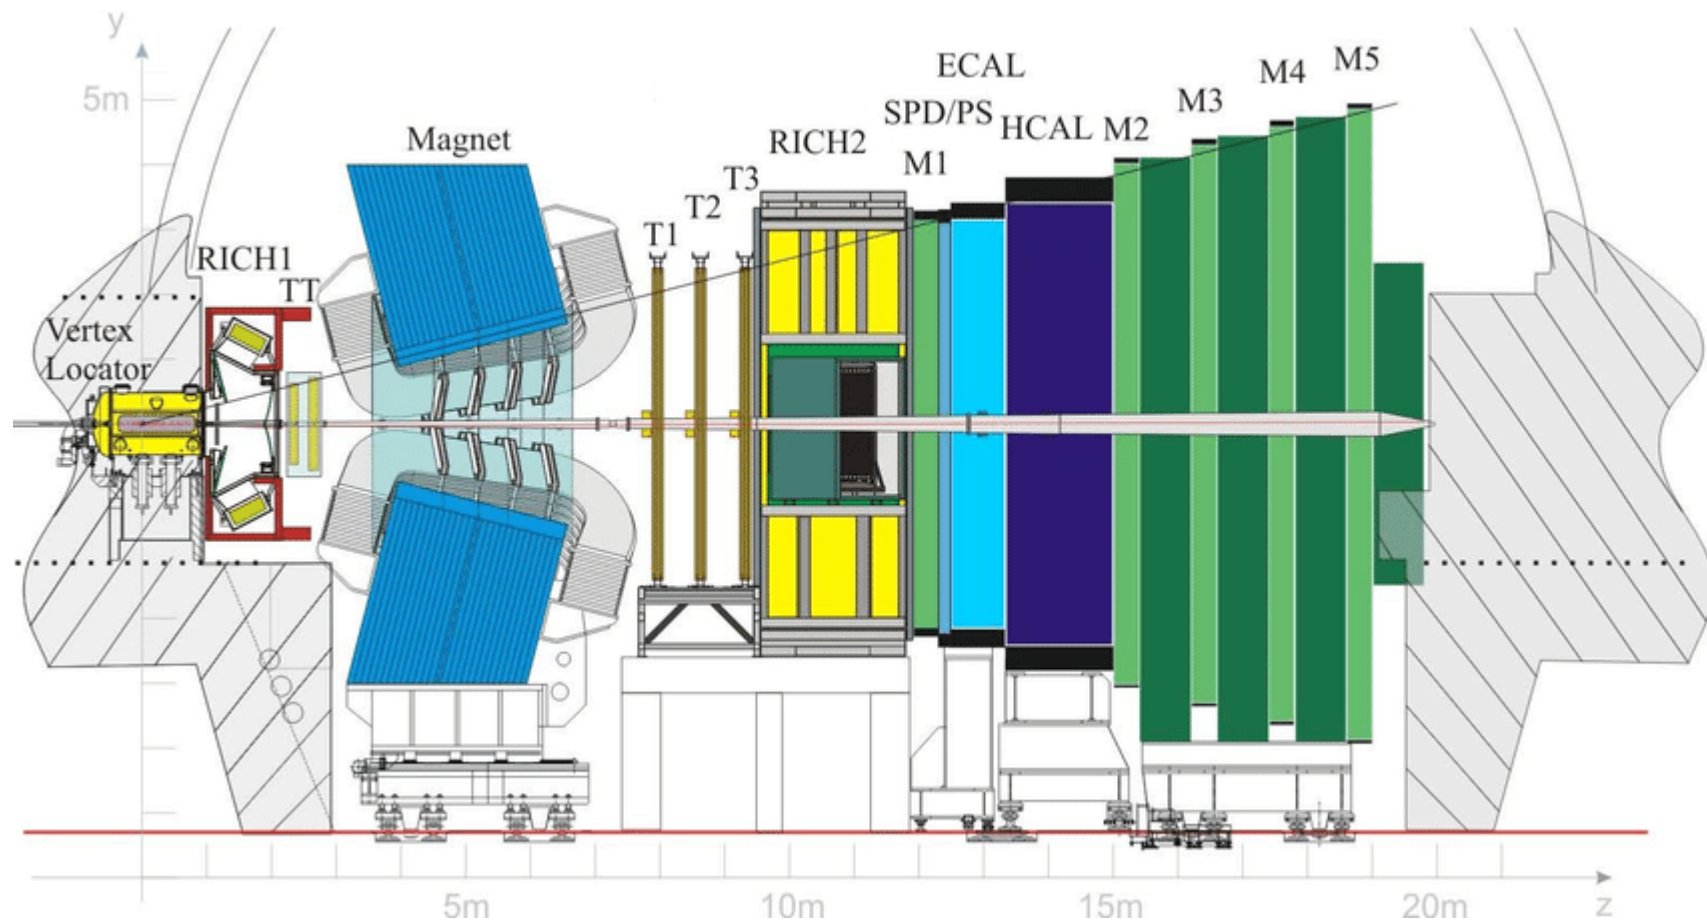 y
5m
ECAL
M5
M4
M3
SPD/PS
HCAL
M2
Magnet
RICH2
M1
T3
T2
T1
RICH1
TT
Vertex
Locator
5m
10m
15m
20m
z